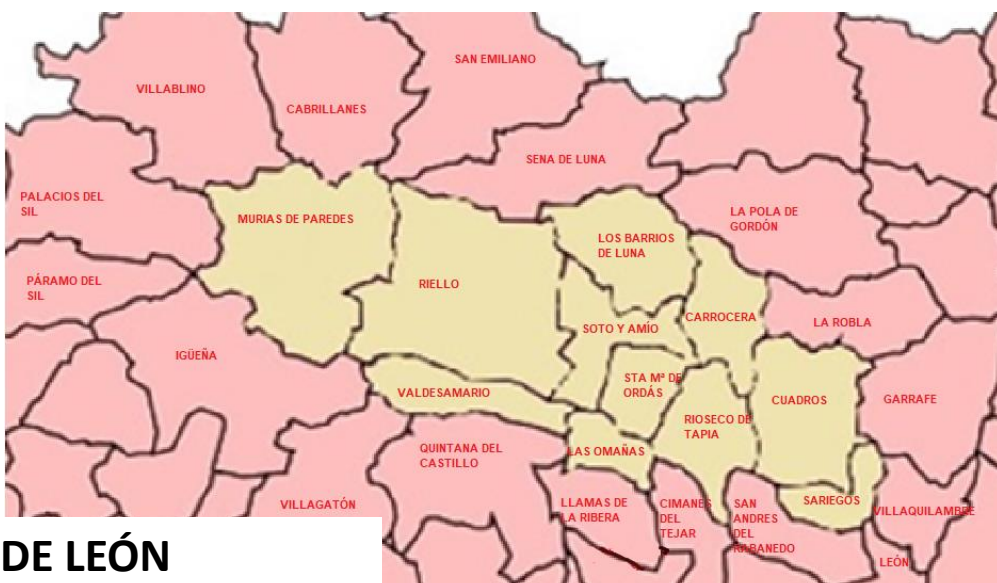 SAN EMILIANO
VILLABLINO
CABRILLANES
SENA DE LUNA
PALACIOS DEL
SIL
MURIAS DE PAREDES
LA POLA DE
GORDÓN
LOS BARRIOS
DE LUNA
PÁRAMO DEL
SIL
RIELLO
CARROCERA
SOTO Y AMÍO
LA ROBLA
IGÜEÑA
STA Mª DE
ORDÁS
VALDESAMARIO
CUADROS
GARRAFE
RIOSECO DE
TAPIA
QUINTANA DEL
CASTILLO
LAS OMAÑAS
VILLAGATÓN
LLAMAS DE
LA RIBERA
CIMANES
DEL
TEJAR
SAN
ANDRES
DEL
RABANEDO
SARIEGOS
VILLAQUILAMBRE
LEÓN
DE LEÓN